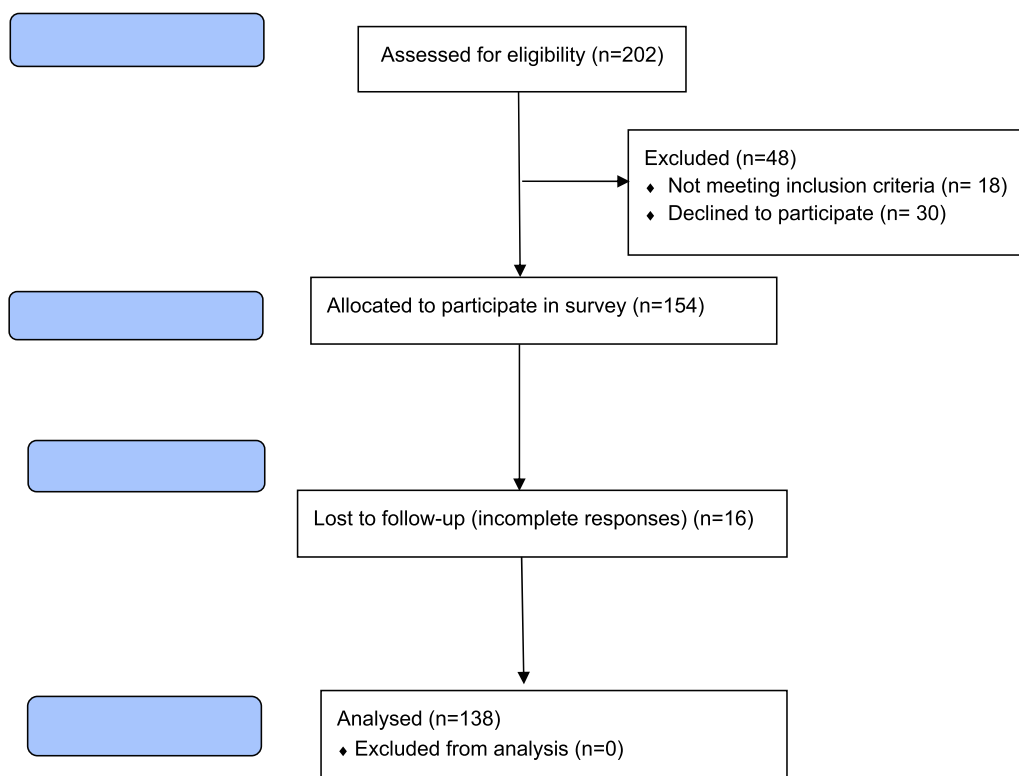 Assessed for eligibility (n=202)
Excluded (n=48)
♦ Not meeting inclusion criteria (n= 18)
♦ Declined to participate (n= 30)
Allocated to participate in survey (n=154)
Lost to follow-up (incomplete responses) (n=16)
Analysed (n=138)
♦ Excluded from analysis (n=0)